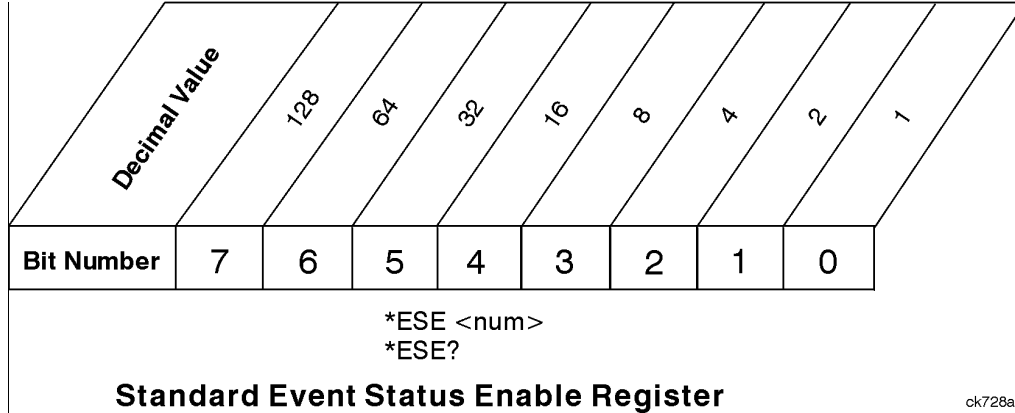 Decimal Value 128 64 32 16 8 4 2 1
Bit Number 7 6 5 4 3 2 1 0
*ESE <num>
*ESE?
Standard Event Status Enable Register
ck728a